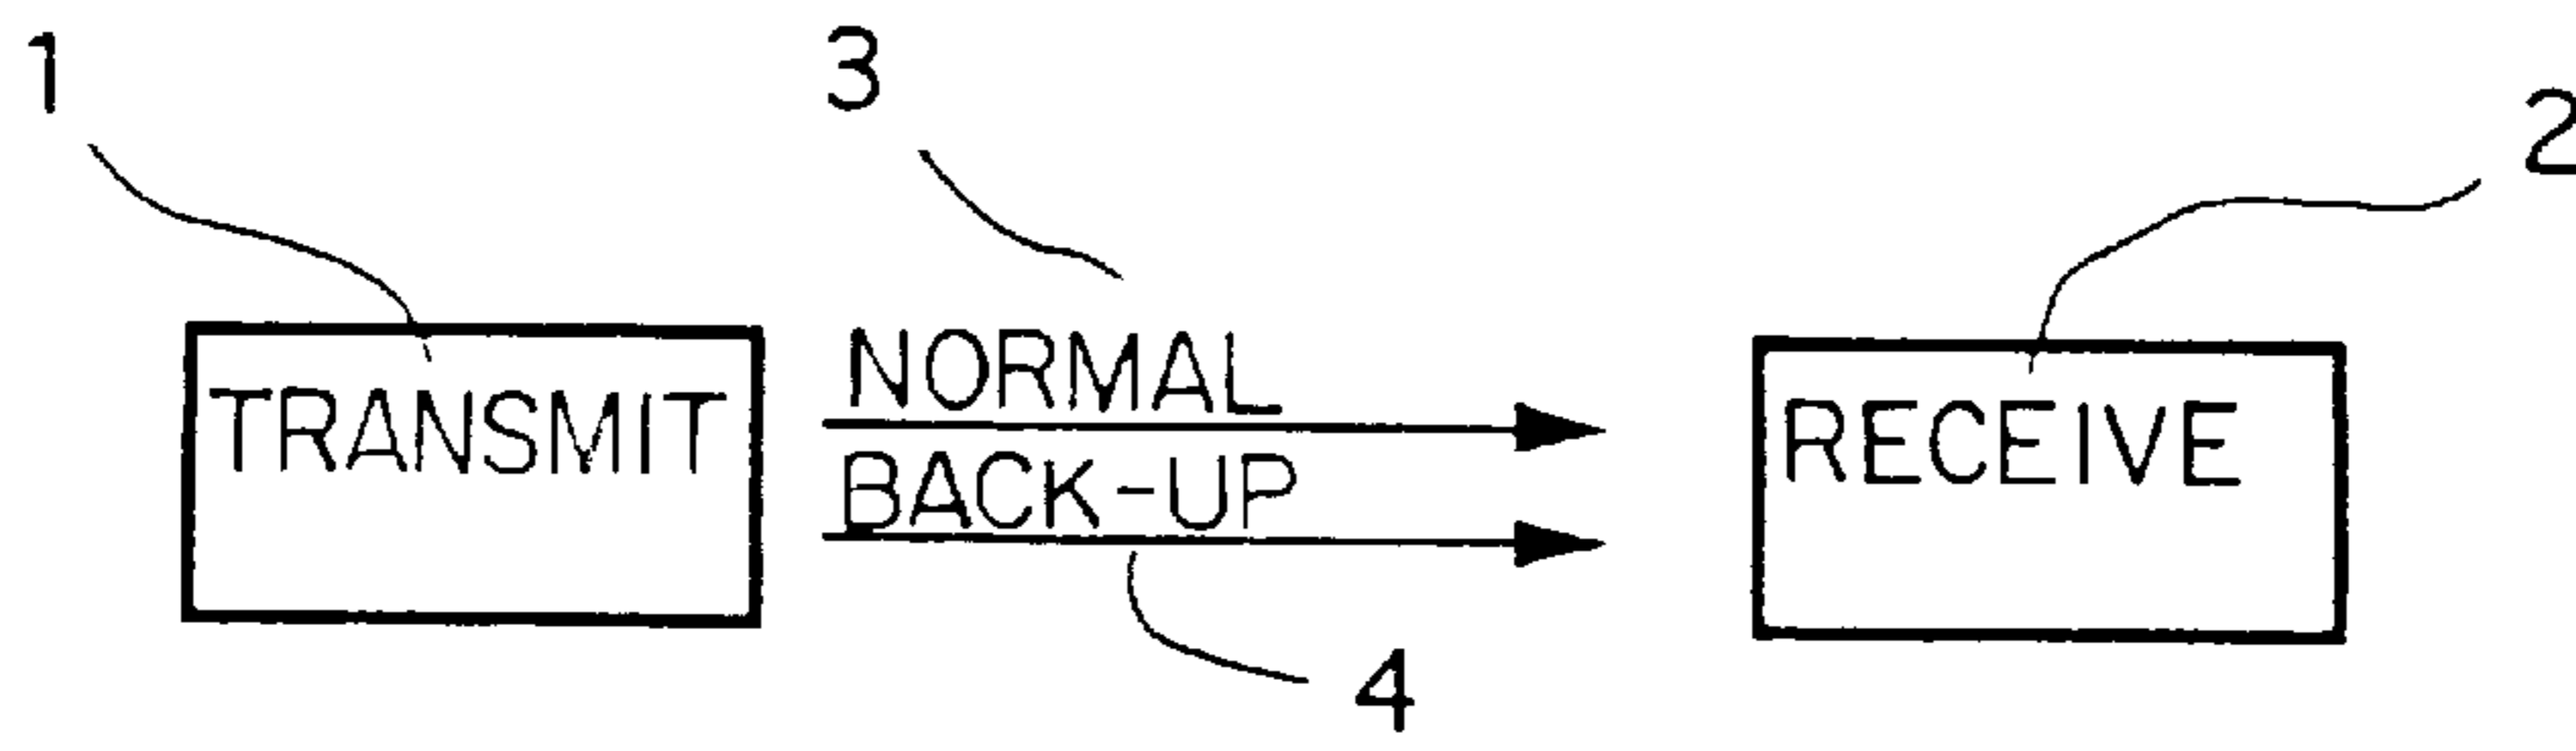 1
3
2
NORMAL
TRANSMIT
RECEIVE
BACK-UP
4